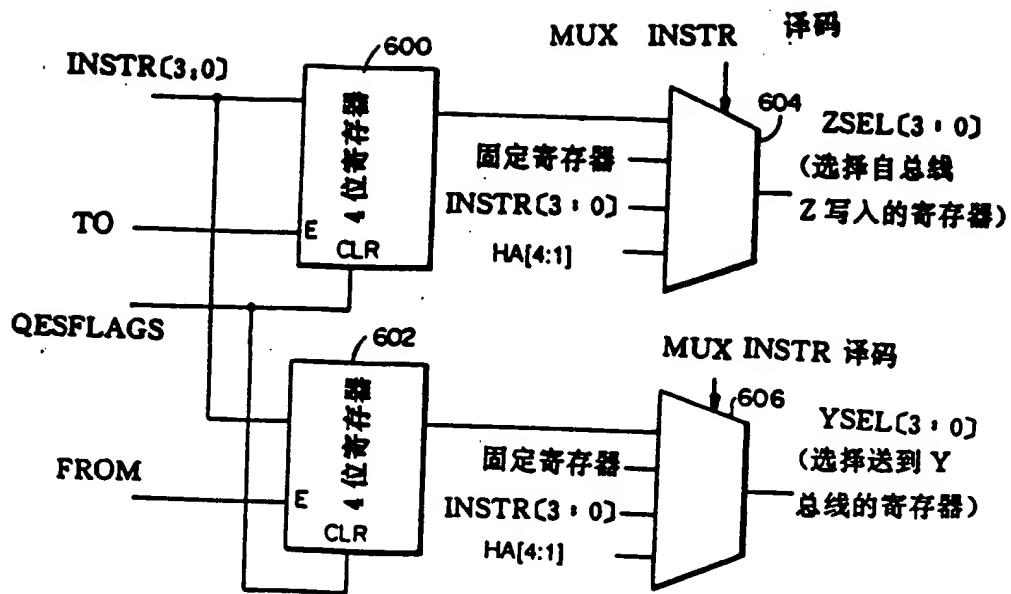 MUX INSTR 译码
INSTR(3:0)
600
4位寄存器
E
CLR
604
固定寄存器
INSTR(3:0)
HA[4:1]
ZSEL(3:0)
(选择自总线
Z 写入的寄存器)
TO
QESFLAGS
602
4位寄存器
E
CLR
FROM
MUX INSTR 译码
606
固定寄存器
INSTR(3:0)
HA[4:1]
YSEL(3:0)
(选择送到 Y
总线的寄存器)